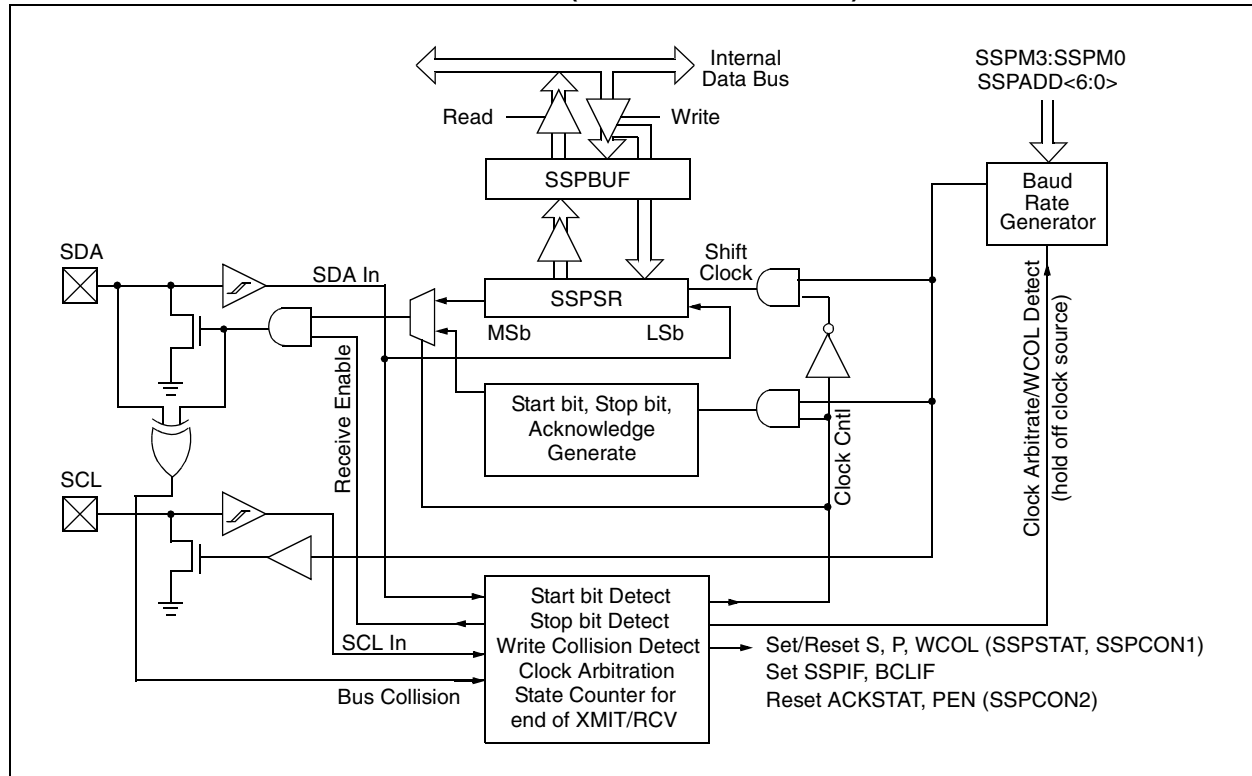 Internal
Data Bus
SSPM3:SSPM0
SSPADD<6:0>
Read
Write
SSPBUF
Baud
Rate
Generator
SDA
SDA In
Shift
Clock
SSPSR
MSb
LSb
Receive Enable
Start bit, Stop bit,
Acknowledge
Generate
Clock Cntl
Clock Arbitrate/WCOL Detect
(hold off clock source)
SCL
SCL In
Bus Collision
Start bit Detect
Stop bit Detect
Write Collision Detect
Clock Arbitration
State Counter for
end of XMIT/RCV
Set/Reset S, P, WCOL (SSPSTAT, SSPCON1)
Set SSPIF, BCLIF
Reset ACKSTAT, PEN (SSPCON2)